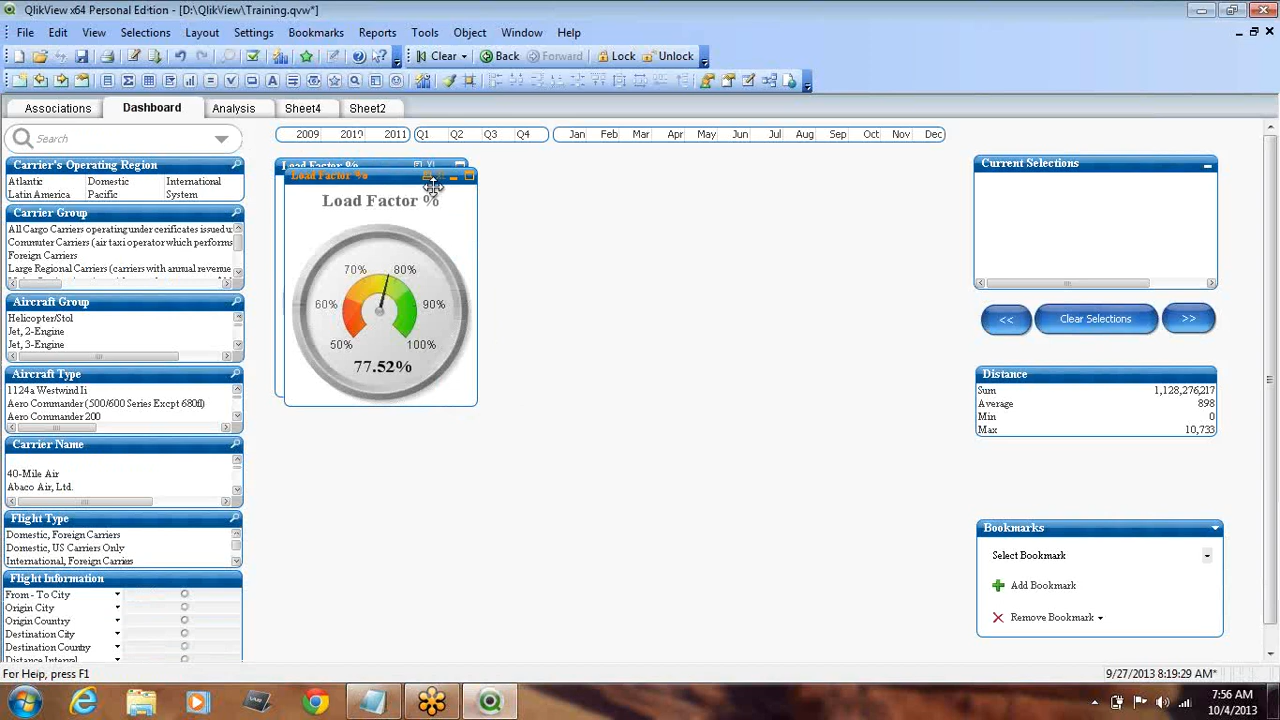 QlikView x64 Personal Edition - [D:\QlikView\Training.qvw*]
File Edit View Selections Layout Settings Bookmarks Reports Tools Object Window Help
Clear Back Forward Lock Unlock
Associations Dashboard Analysis Sheet4 Sheet2
Search
2009 2010 2011 Q1 Q2 Q3 Q4 Jan Feb Mar Apr May Jun Jul Aug Sep Oct Nov Dec
Carrier's Operating Region
Atlantic Domestic International
Latin America Pacific System
Carrier Group
All Cargo Carriers operating under cerificates issued u
Commuter Carriers (air taxi operator which performs
Foreign Carriers
Large Regional Carriers (carriers with annual revenue
Aircraft Group
Helicopter/Stol
Jet, 2-Engine
Jet, 3-Engine
Aircraft Type
1124a Westwind Ii
Aero Commander (500/600 Series Excpt 680fl)
Aero Commander 200
Carrier Name
40-Mile Air
Abaco Air, Ltd.
Flight Type
Domestic, Foreign Carriers
Domestic, US Carriers Only
International, Foreign Carriers
Flight Information
From - To City
Origin City
Origin Country
Destination City
Destination Country
Distance Interval
Load Factor %
XL
Load Factor %
Load Factor %
70% 80%
60% 90%
50% 100%
77.52%
Current Selections
<< Clear Selections >>
Distance
Sum 1,128,276,217
Average 898
Min 0
Max 10,733
Bookmarks
Select Bookmark
Add Bookmark
Remove Bookmark
For Help, press F1
9/27/2013 8:19:29 AM*
7:56 AM
10/4/2013